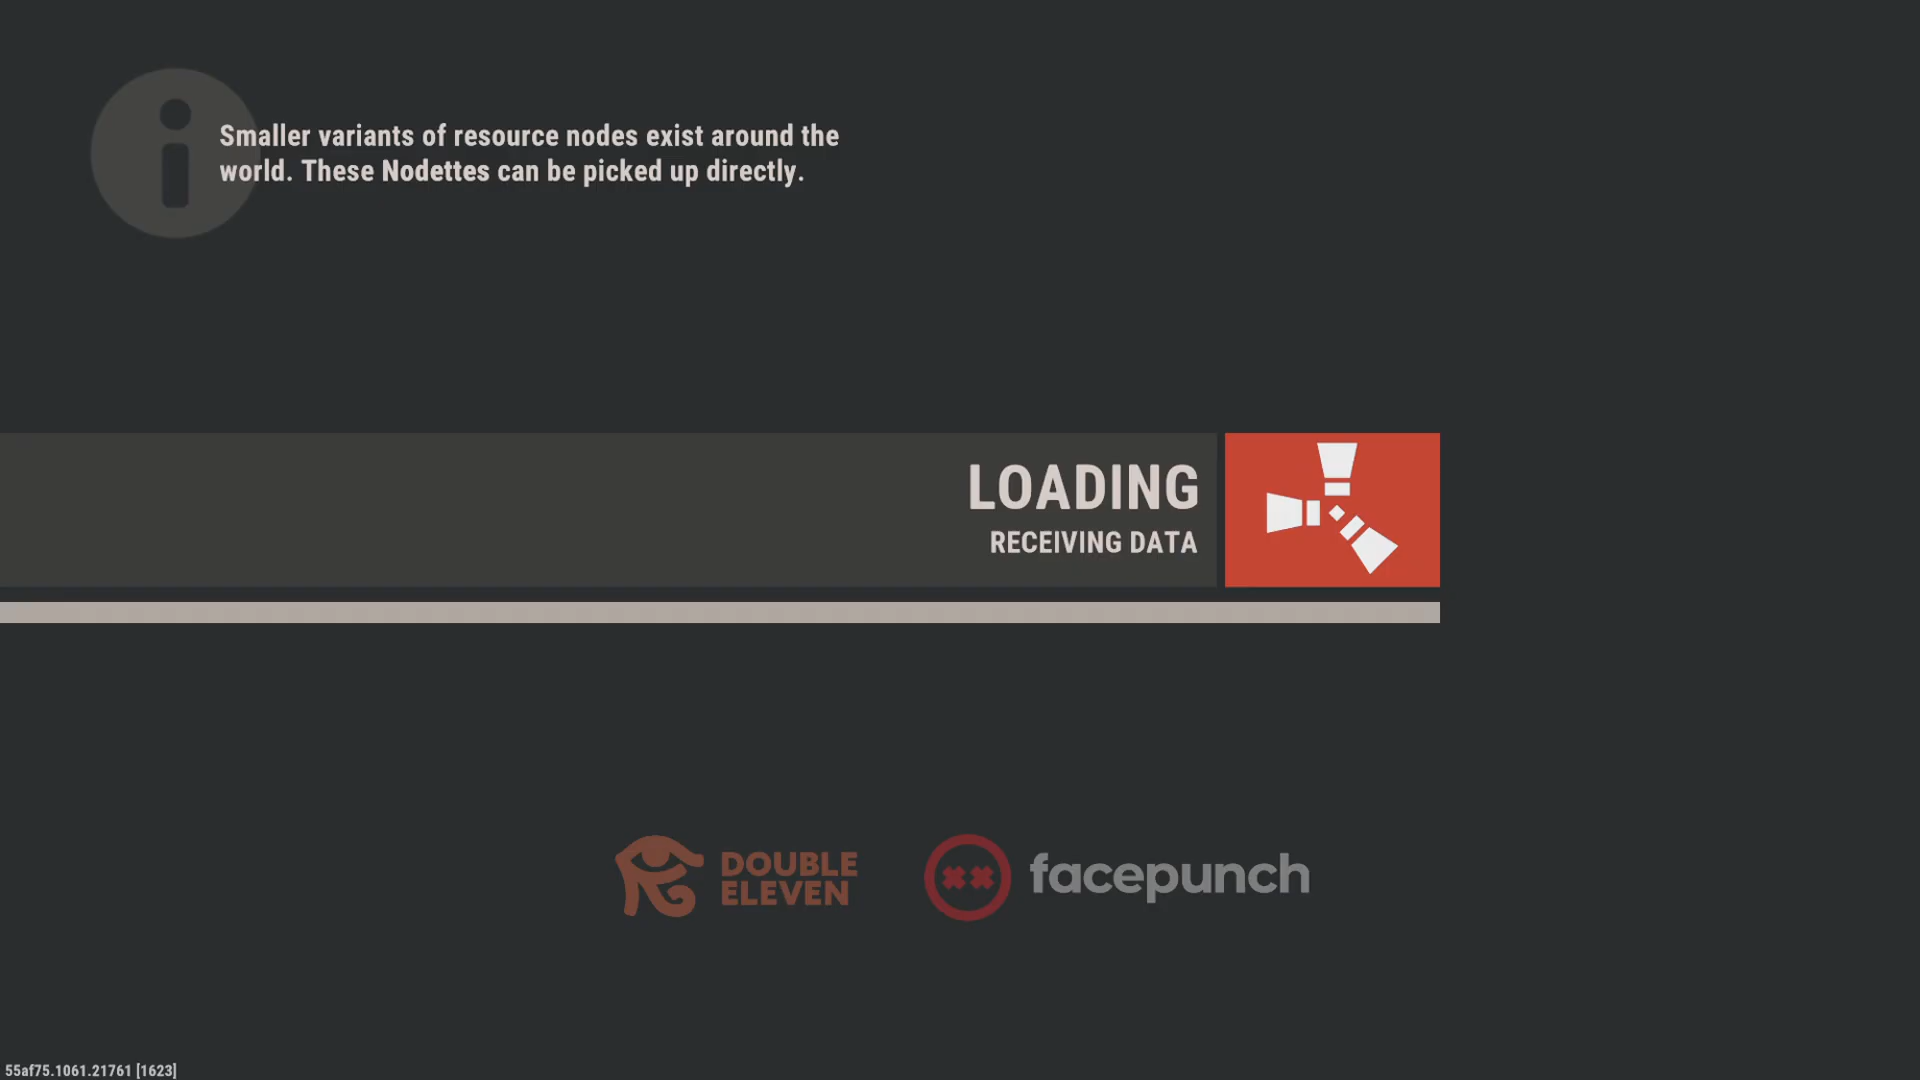 Smaller variants of resource nodes exist around the
world. These Nodettes can be picked up directly.
LOADING
RECEIVING DATA
DOUBLE
ELEVEN
facepunch
55af75.1061.21761 [1623]